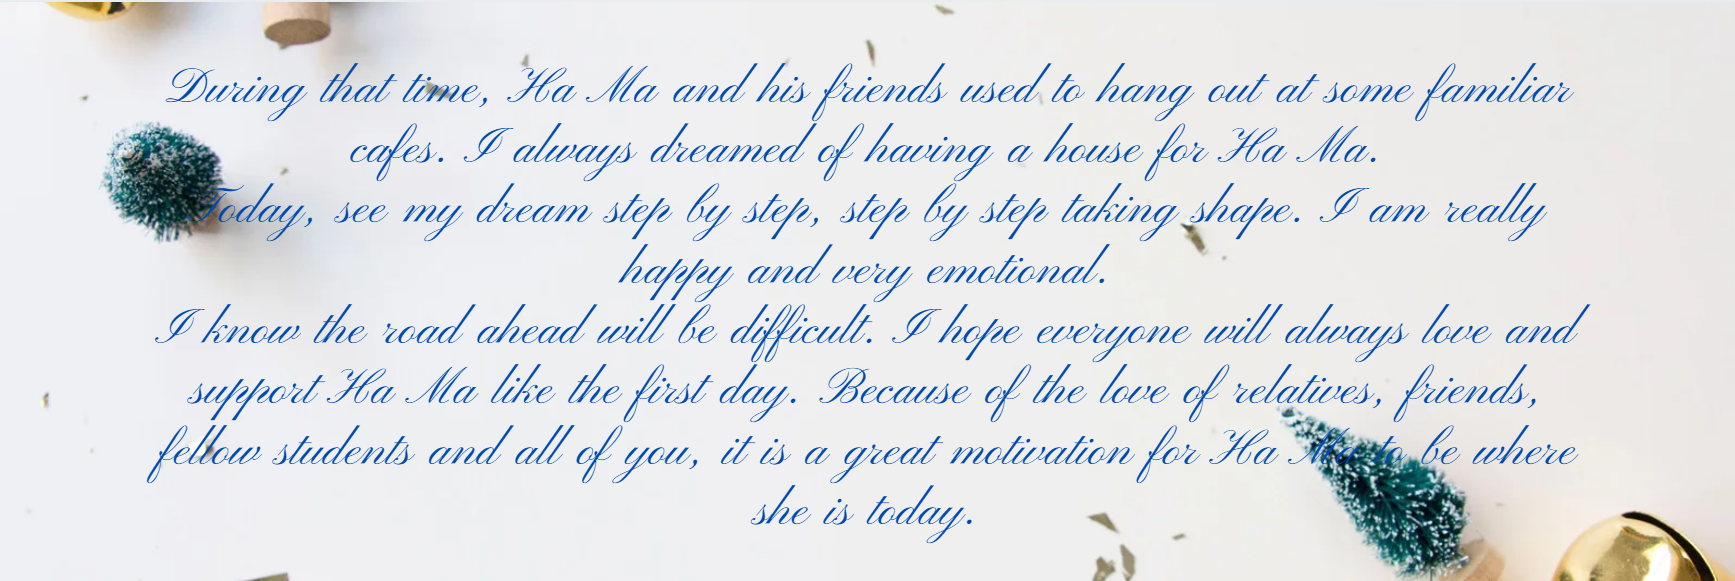 During that time, Ha Ma and his friends used to hang out at some familiar
cafes. I always dreamed of having a house for Ha Ma.
Today, see my dream step by step, step by step taking shape. I am really
happy and very emotional.
I know the road ahead will be difficult. I hope everyone will always love and
support Ha Ma like the first day. Because of the love of relatives, friends,
fellow students and all of you, it is a great motivation for Ha Ma to be where
she is today.